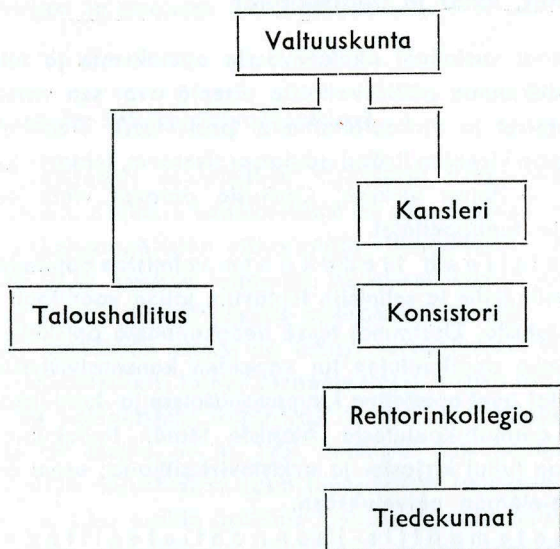 Valtuuskunta
Kansleri
Taloushallitus
Konsistori
Rehtorinkollegio
Tiedekunnat